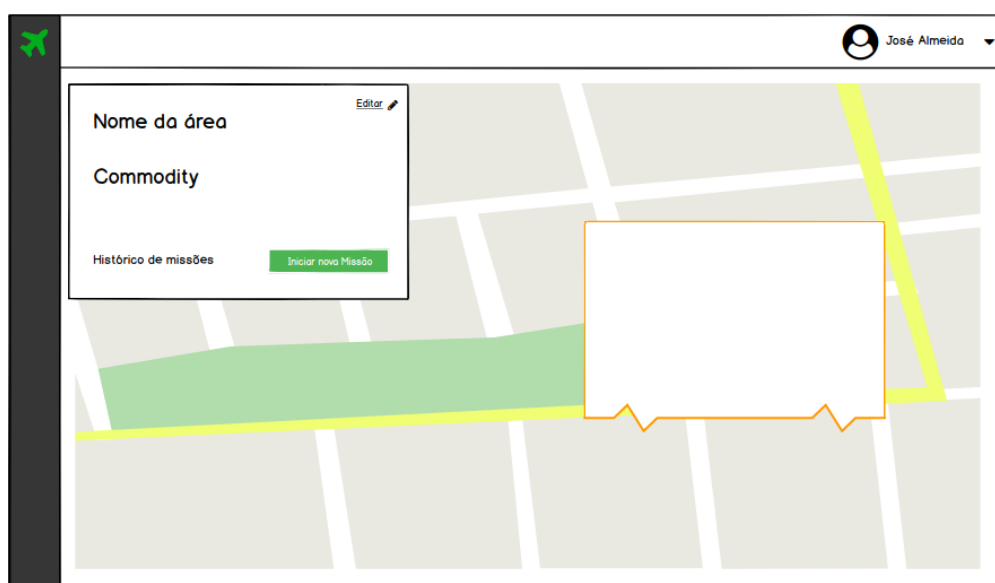 José Almeida
Editar
Nome da área
Commodity
Histórico de missões
Iniciar nova Missão